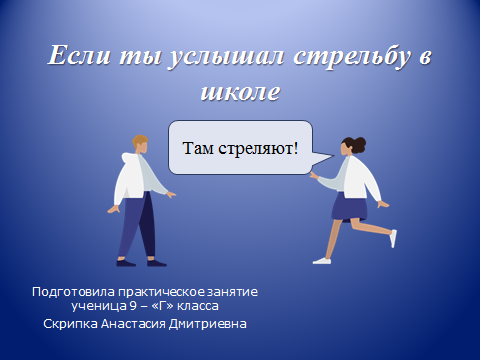 Если ты услышал стрельбу в
школе
Там стреляют!
Подготовила практическое занятие
ученица 9 – «Г» класса
Скрипка Анастасия Дмитриевна